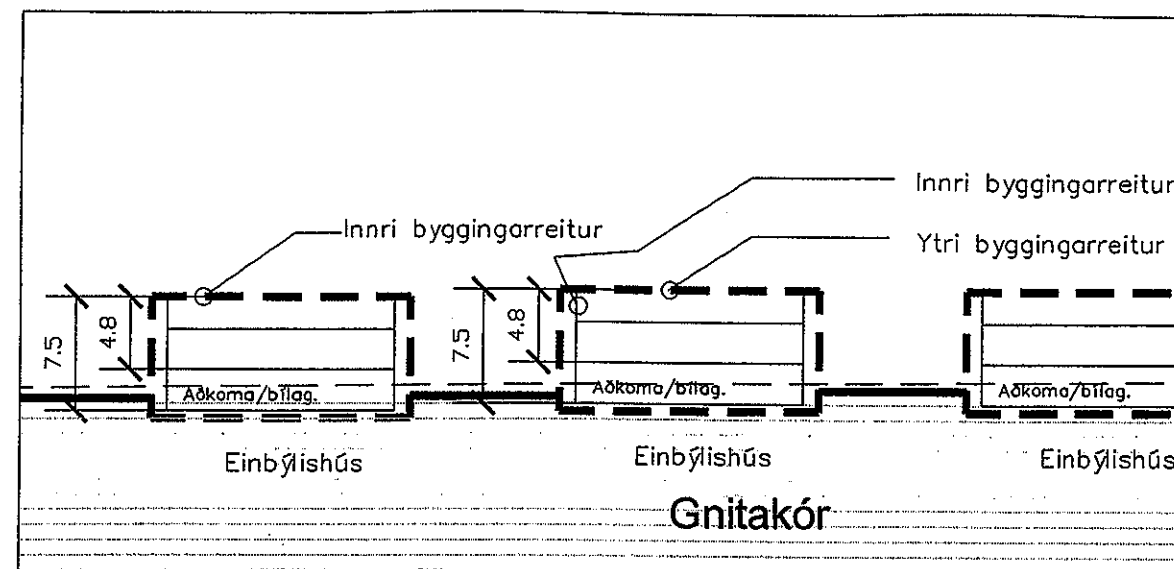 Innri byggingarreitur
Innri byggingarreitur
Ytri byggingarreitur
7.5
4.8
7.5
4.8
Aðkoma/bílag.
Aðkoma/bílag.
Aðkoma/bílag.
Einbýlishús
Einbýlishús
Einbýlishús
Gnitakór